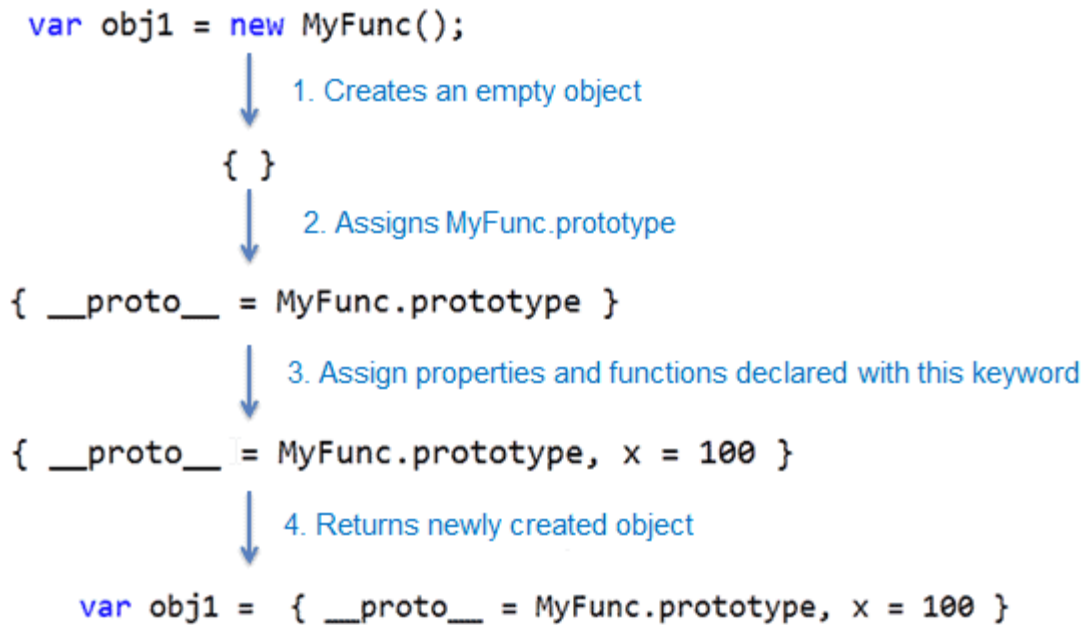 var obj1 = new MyFunc();
1. Creates an empty object
{ }
2. Assigns MyFunc.prototype
{ __proto__ = MyFunc.prototype }
3. Assign properties and functions declared with this keyword
{ __proto__ = MyFunc.prototype, x = 100 }
4. Returns newly created object
var obj1 = { __proto__ = MyFunc.prototype, x = 100 }